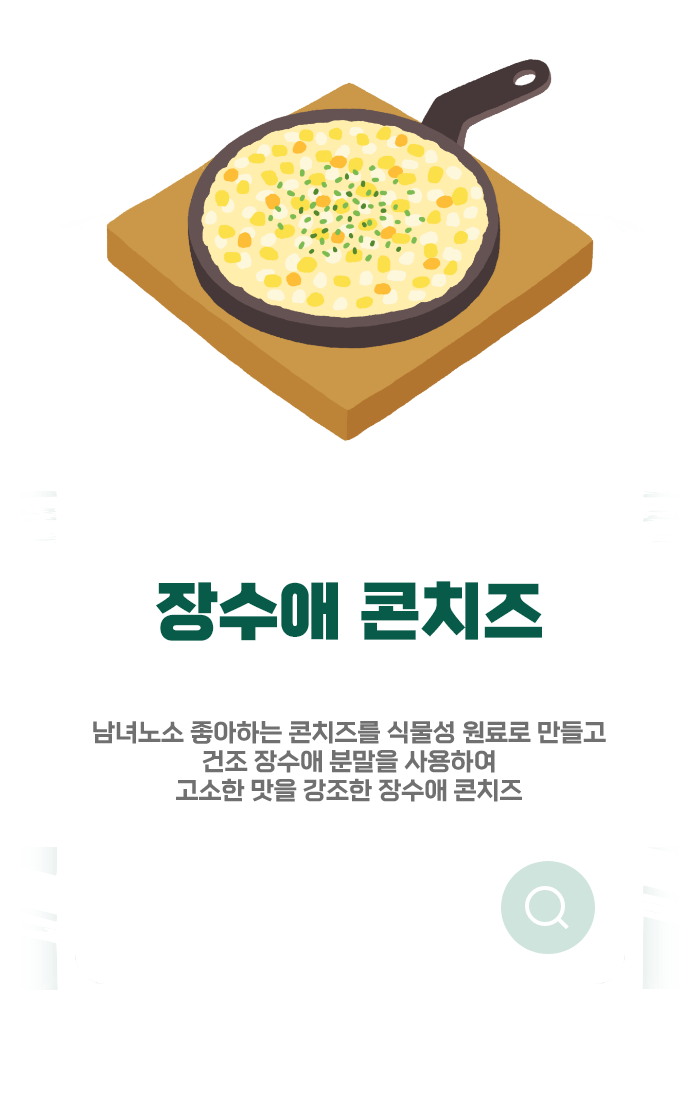 장수애 콘치즈
남녀노소 좋아하는 콘치즈를 식물성 원료로 만들고
건조 장수애 분말을 사용하여
고소한 맛을 강조한 장수애 콘치즈